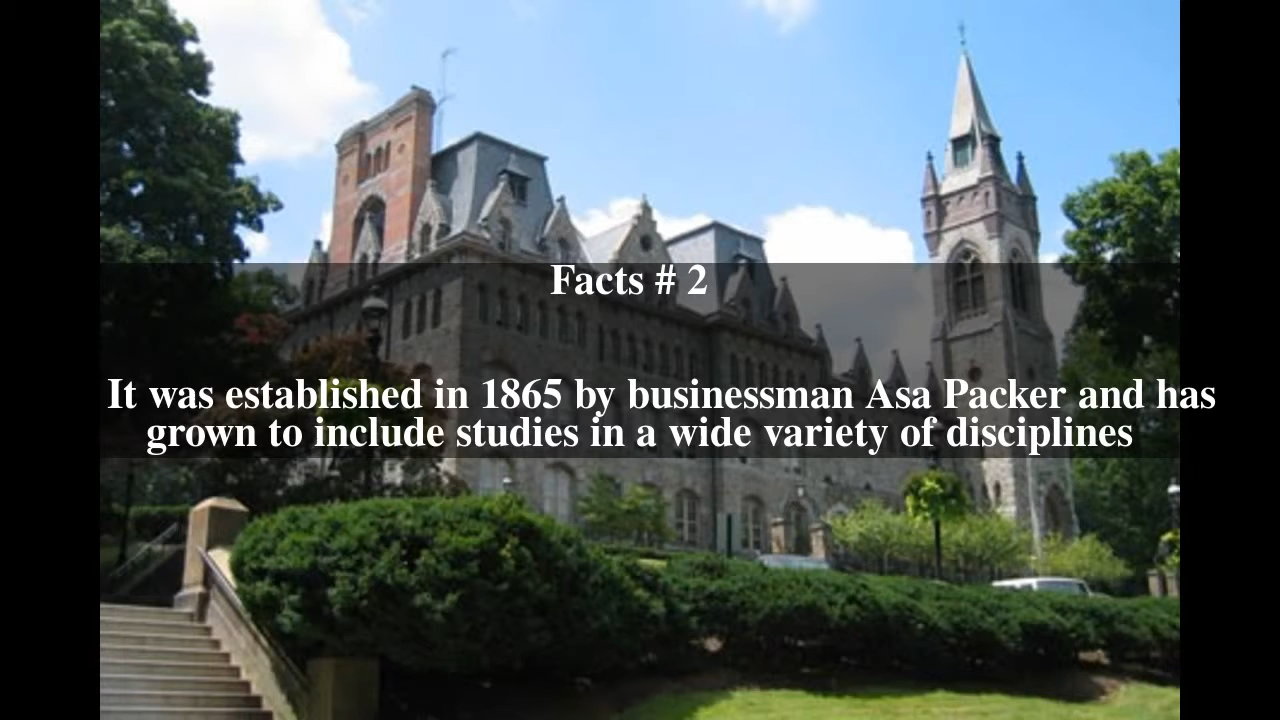 Facts # 2
It was established in 1865 by businessman Asa Packer and has
grown to include studies in a wide variety of disciplines